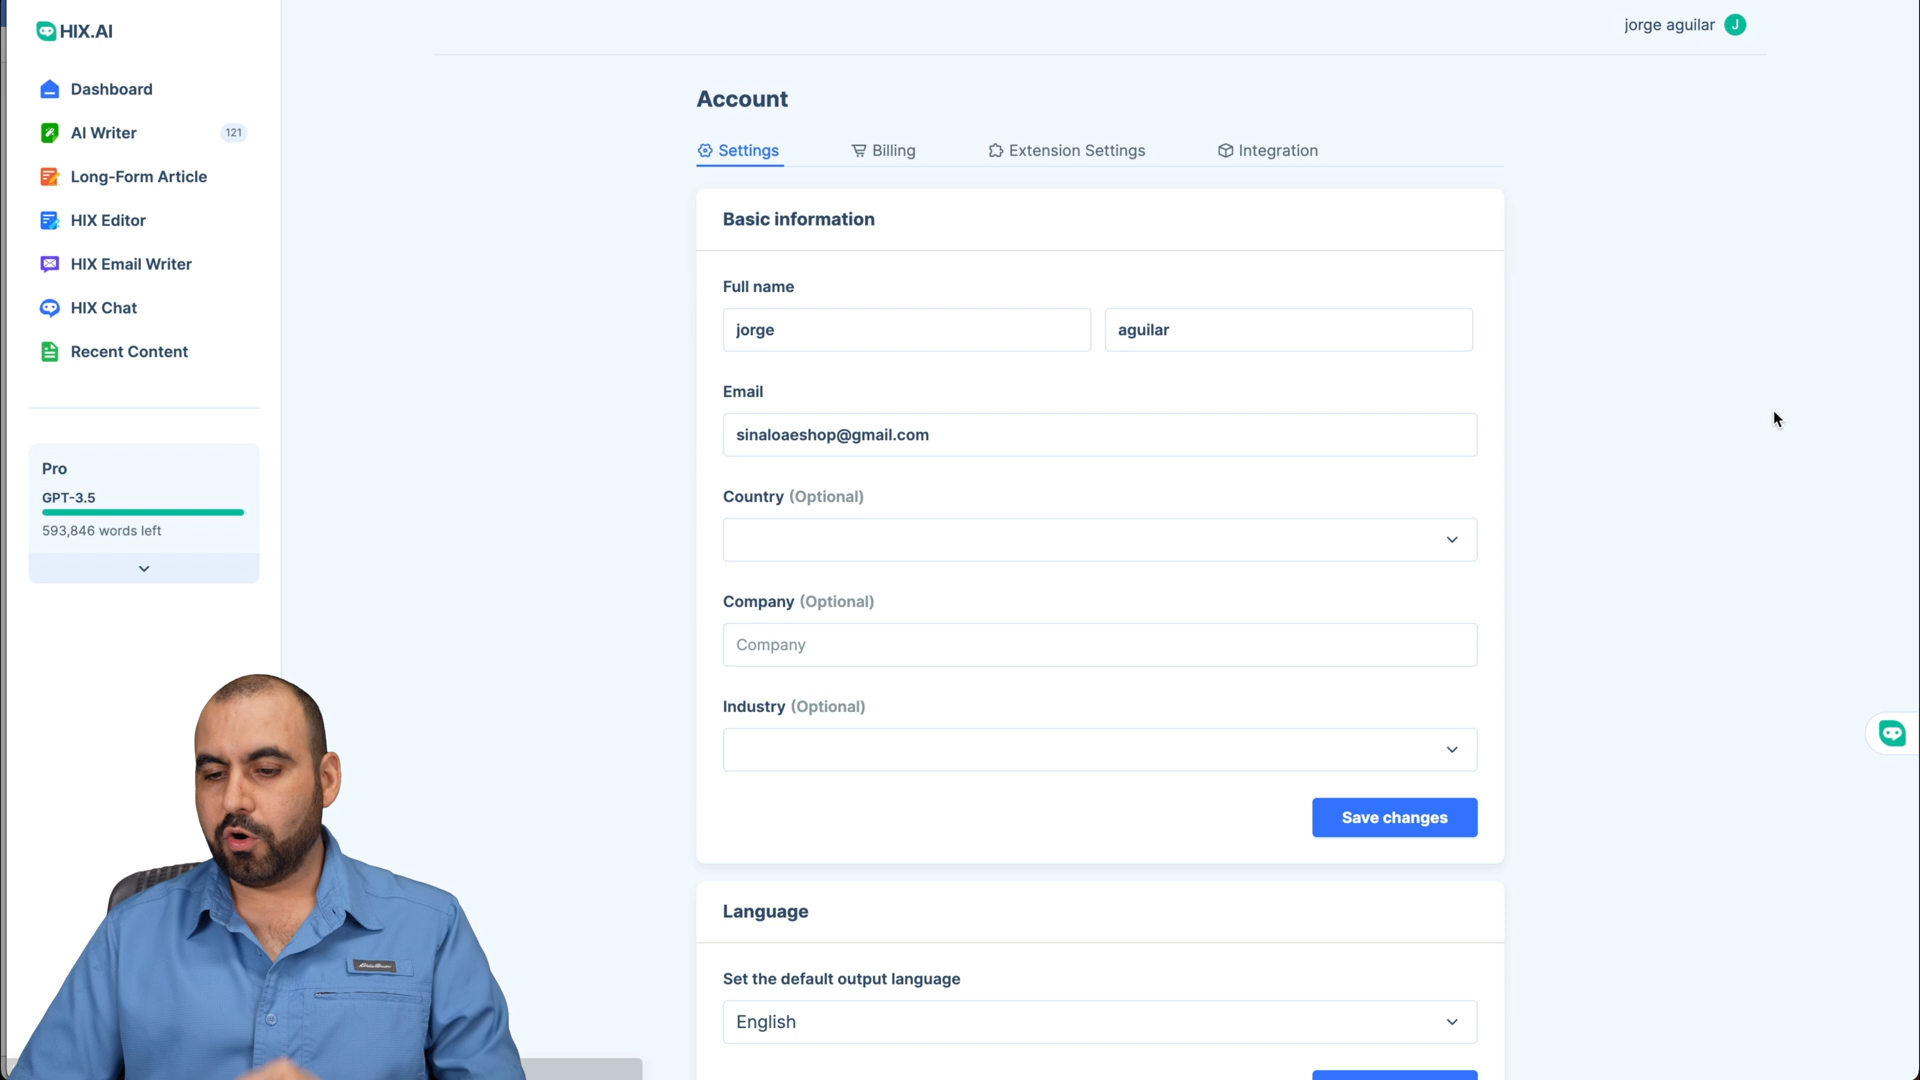 HIX.AI
jorge aguilar
J
Dashboard
AI Writer
121
Long-Form Article
HIX Editor
HIX Email Writer
HIX Chat
Recent Content
Pro
GPT-3.5
593,846 words left
Account
Settings
Billing
Extension Settings
Integration
Basic information
Full name
jorge
aguilar
Email
sinaloaeshop@gmail.com
Country (Optional)
Company (Optional)
Company
Industry (Optional)
Save changes
Language
Set the default output language
English